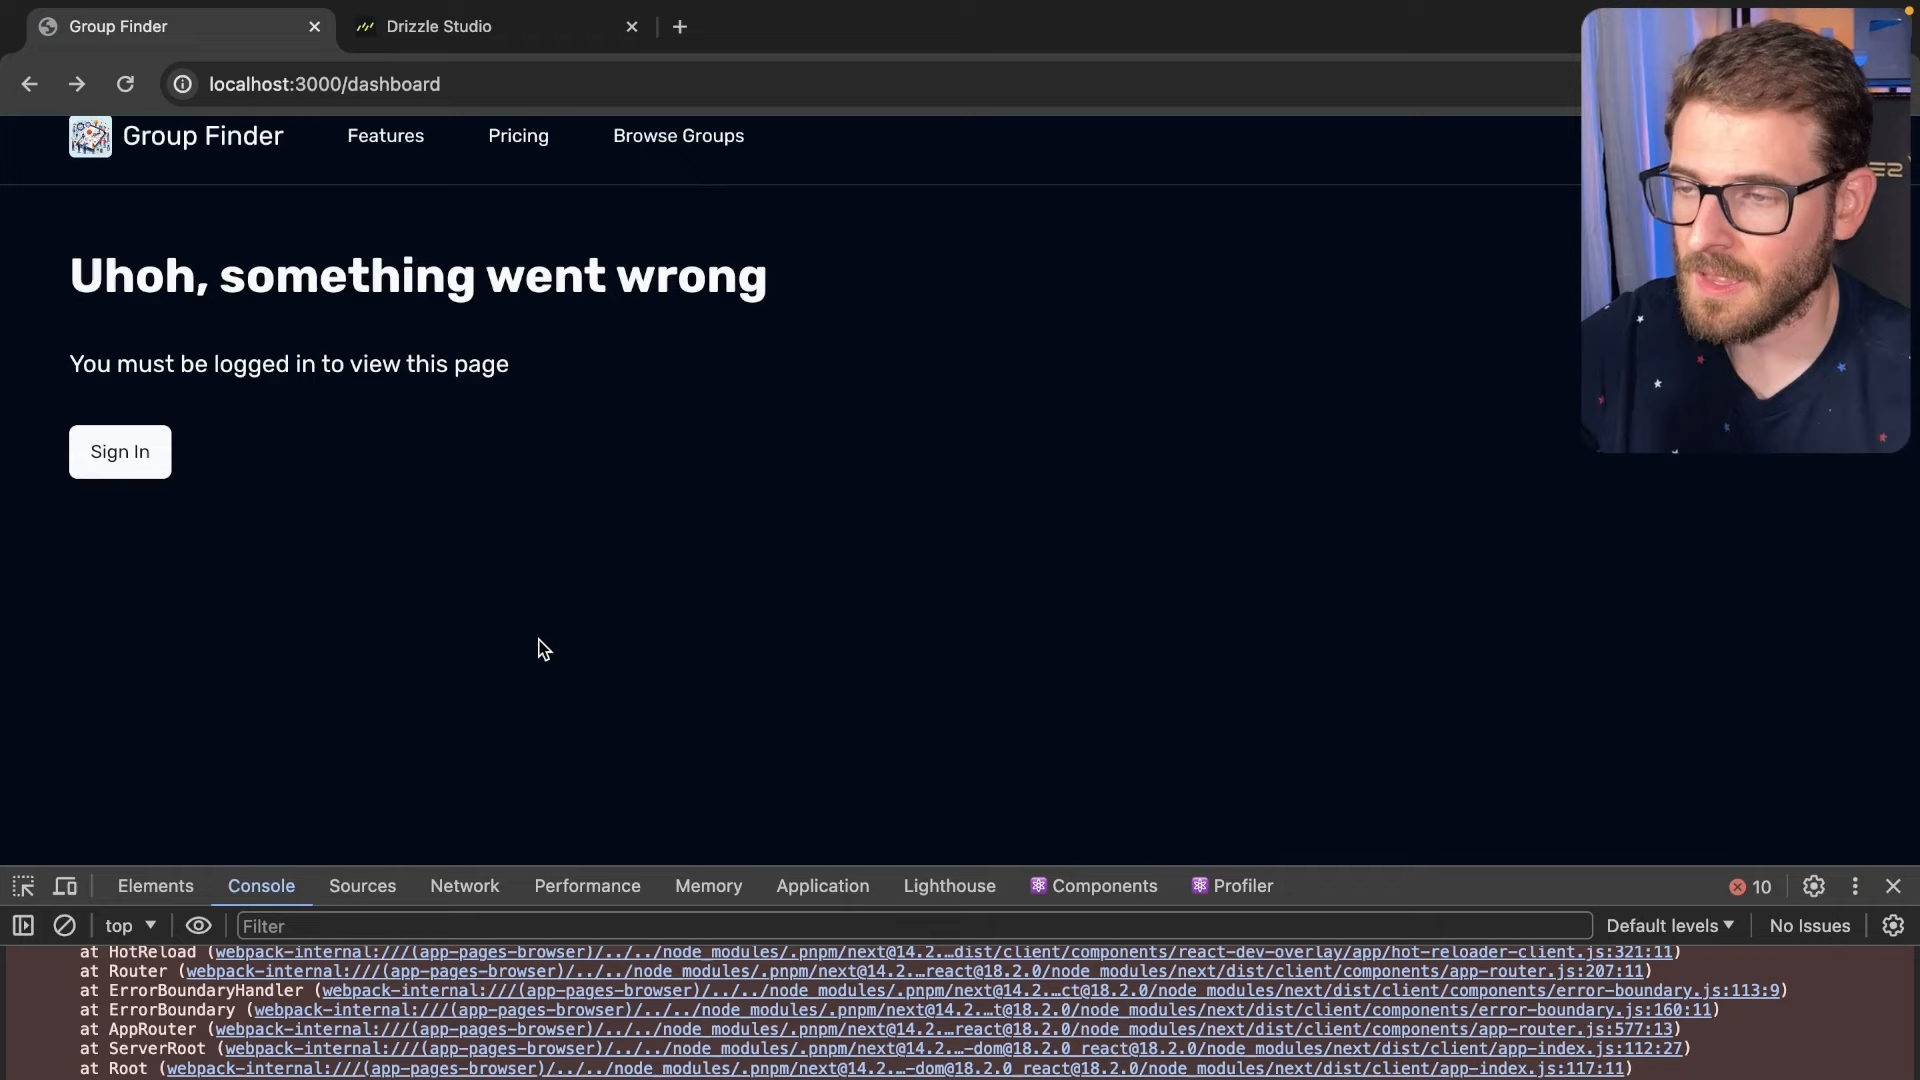 Group Finder
Drizzle Studio
localhost:3000/dashboard
Group Finder
Features
Pricing
Browse Groups
Uhoh, something went wrong
You must be logged in to view this page
Sign In
Elements
Console
Sources
Network
Performance
Memory
Application
Lighthouse
Components
Profiler
10
top
Filter
Default levels
No Issues
at HotReload (webpack-internal:///(app-pages-browser)/../../node_modules/.pnpm/next@14.2…dist/client/components/react-dev-overlay/app/hot-reloader-client.js:321:11)
at Router (webpack-internal:///(app-pages-browser)/../../node_modules/.pnpm/next@14.2…react@18.2.0/node_modules/next/dist/client/components/app-router.js:207:11)
at ErrorBoundaryHandler (webpack-internal:///(app-pages-browser)/../../node_modules/.pnpm/next@14.2…ct@18.2.0/node_modules/next/dist/client/components/error-boundary.js:113:9)
at ErrorBoundary (webpack-internal:///(app-pages-browser)/../../node_modules/.pnpm/next@14.2…t@18.2.0/node_modules/next/dist/client/components/error-boundary.js:160:11)
at AppRouter (webpack-internal:///(app-pages-browser)/../../node_modules/.pnpm/next@14.2…react@18.2.0/node_modules/next/dist/client/components/app-router.js:577:13)
at ServerRoot (webpack-internal:///(app-pages-browser)/../../node_modules/.pnpm/next@14.2…-dom@18.2.0_react@18.2.0/node_modules/next/dist/client/app-index.js:112:27)
at Root (webpack-internal:///(app-pages-browser)/../../node_modules/.pnpm/next@14.2…-dom@18.2.0_react@18.2.0/node_modules/next/dist/client/app-index.js:117:11)